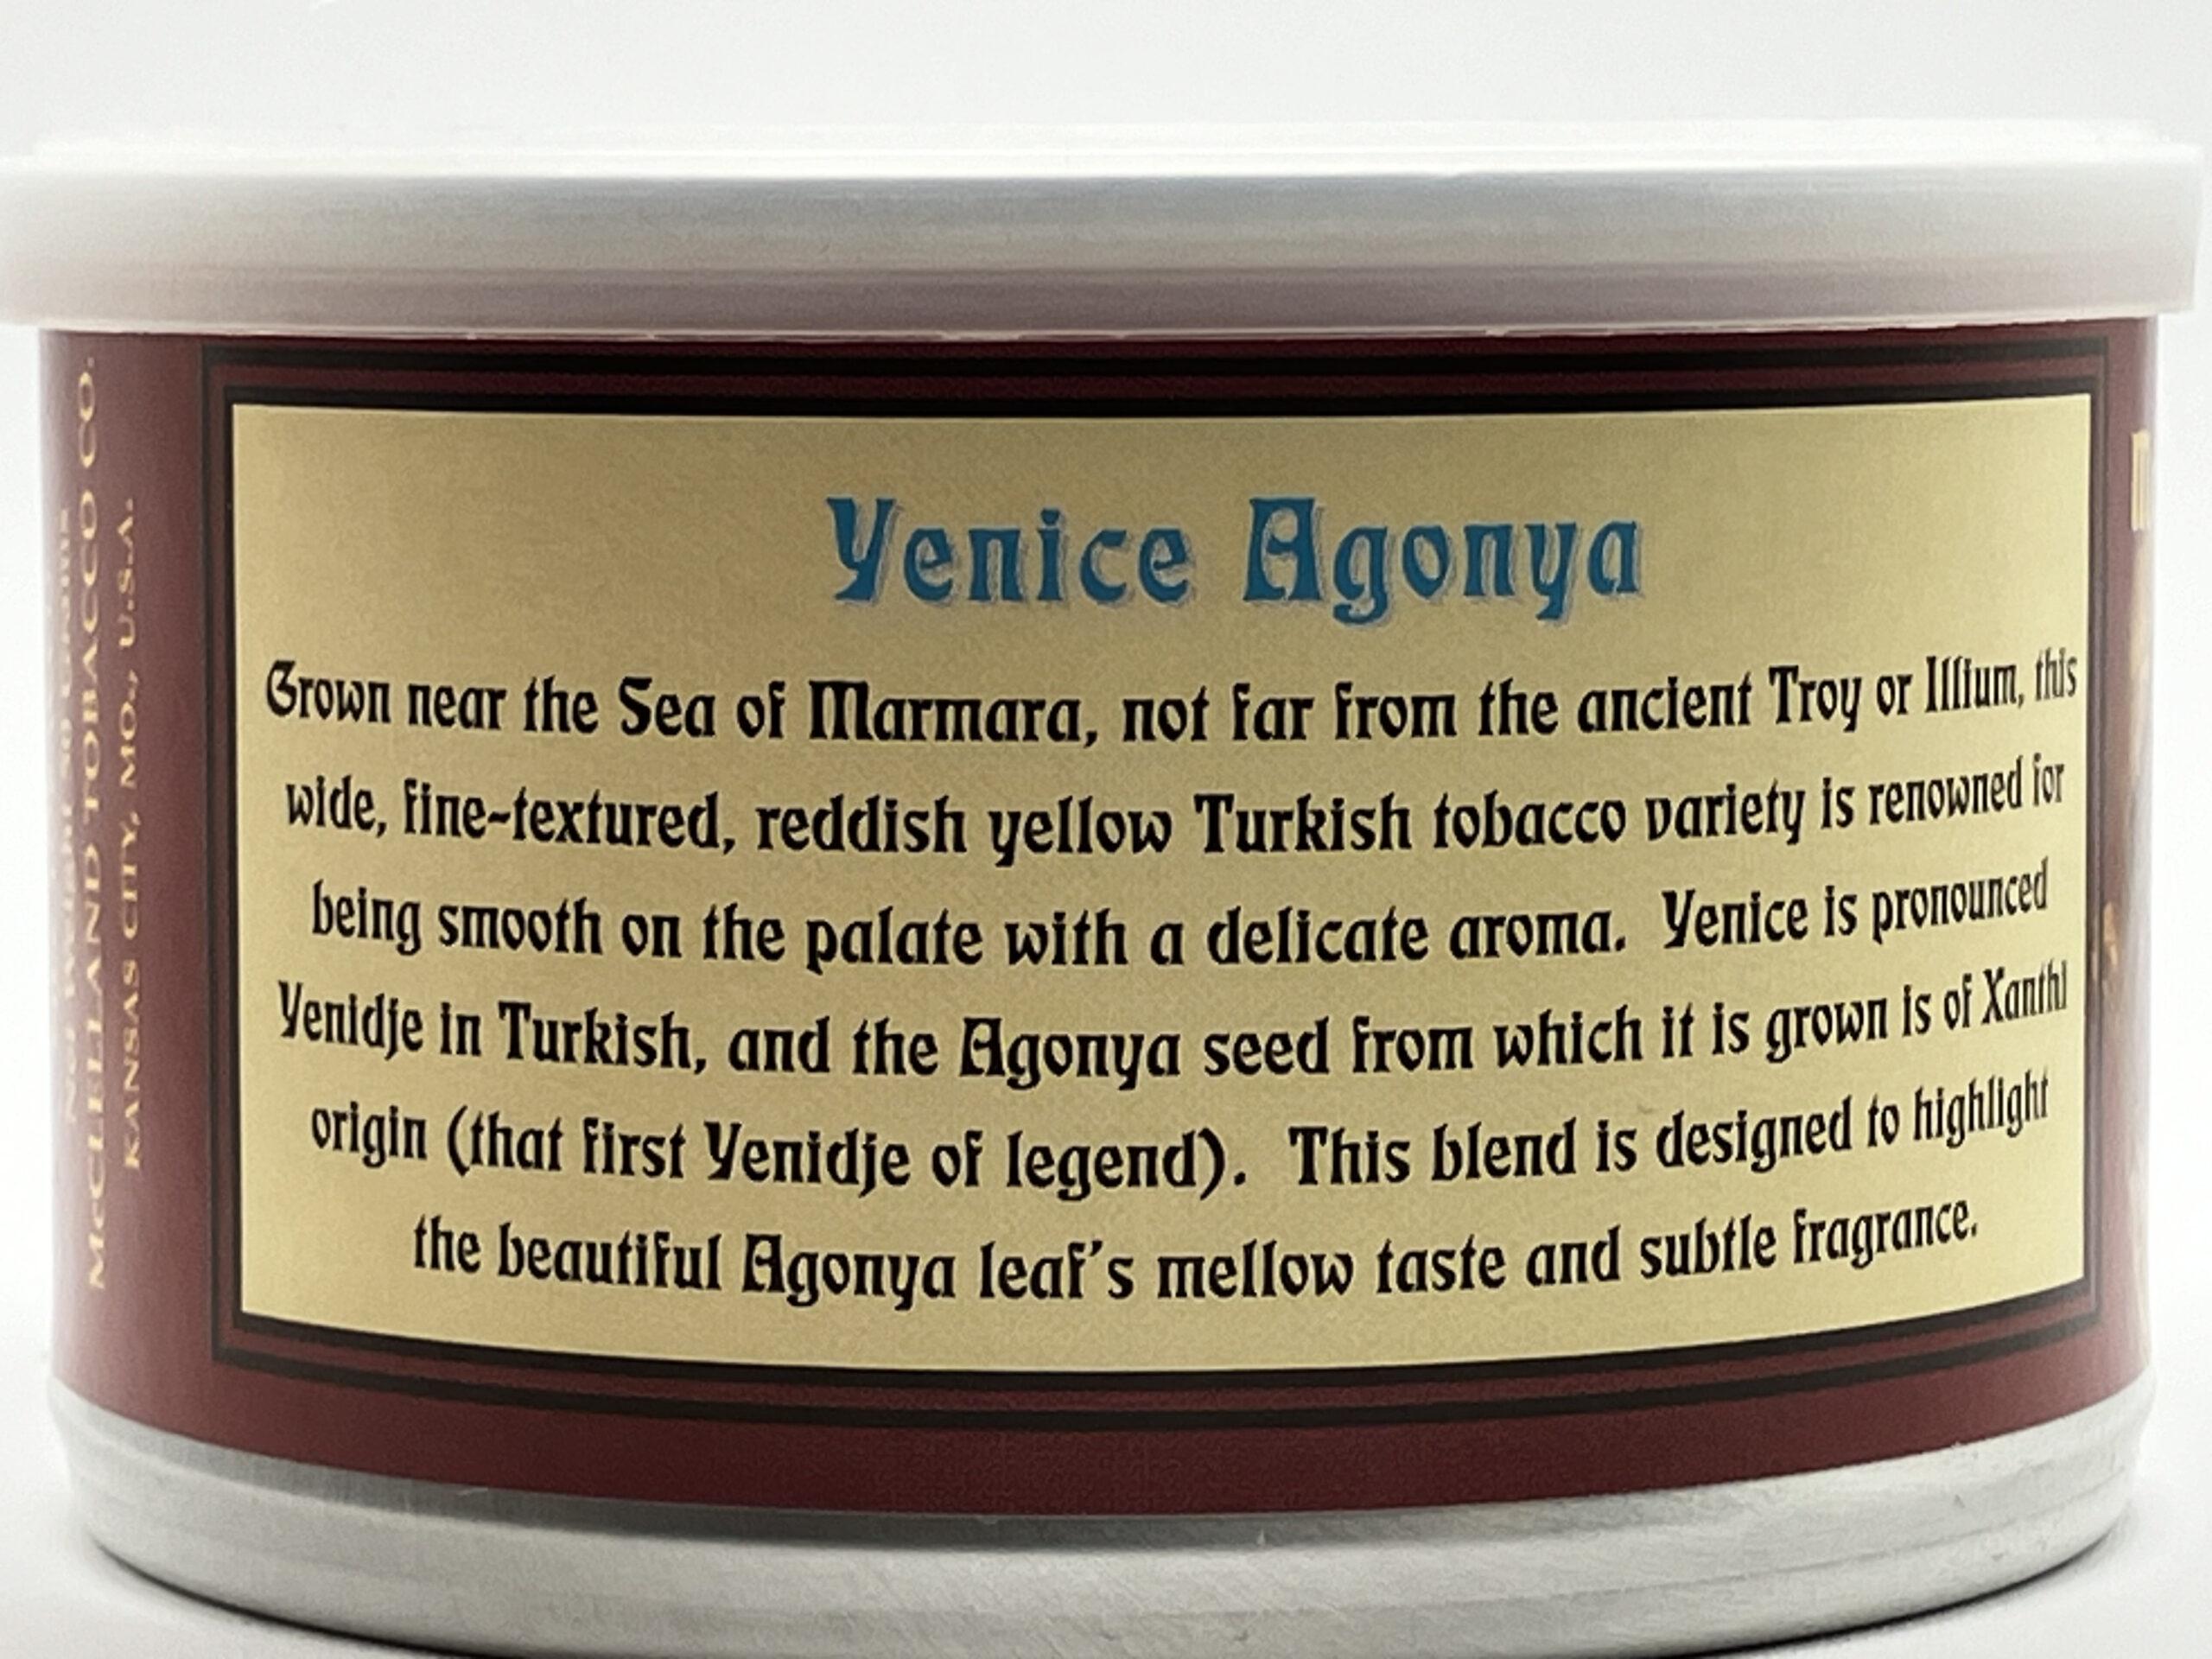 Yenice Agonya
Grown near the Sea of Marmara, not far from the ancient Troy or Illium, this
wide, fine-textured, reddish yellow Turkish tobacco variety is renowned for
being smooth on the palate with a delicate aroma. Yenice is pronounced
Yenidje in Turkish, and the Agonya seed from which it is grown is of Xanthi
origin (that first Yenidje of legend). This blend is designed to highlight
the beautiful Agonya leaf's mellow taste and subtle fragrance.
McCLELLAND TOBACCO CO.
KANSAS CITY, MO., U.S.A.